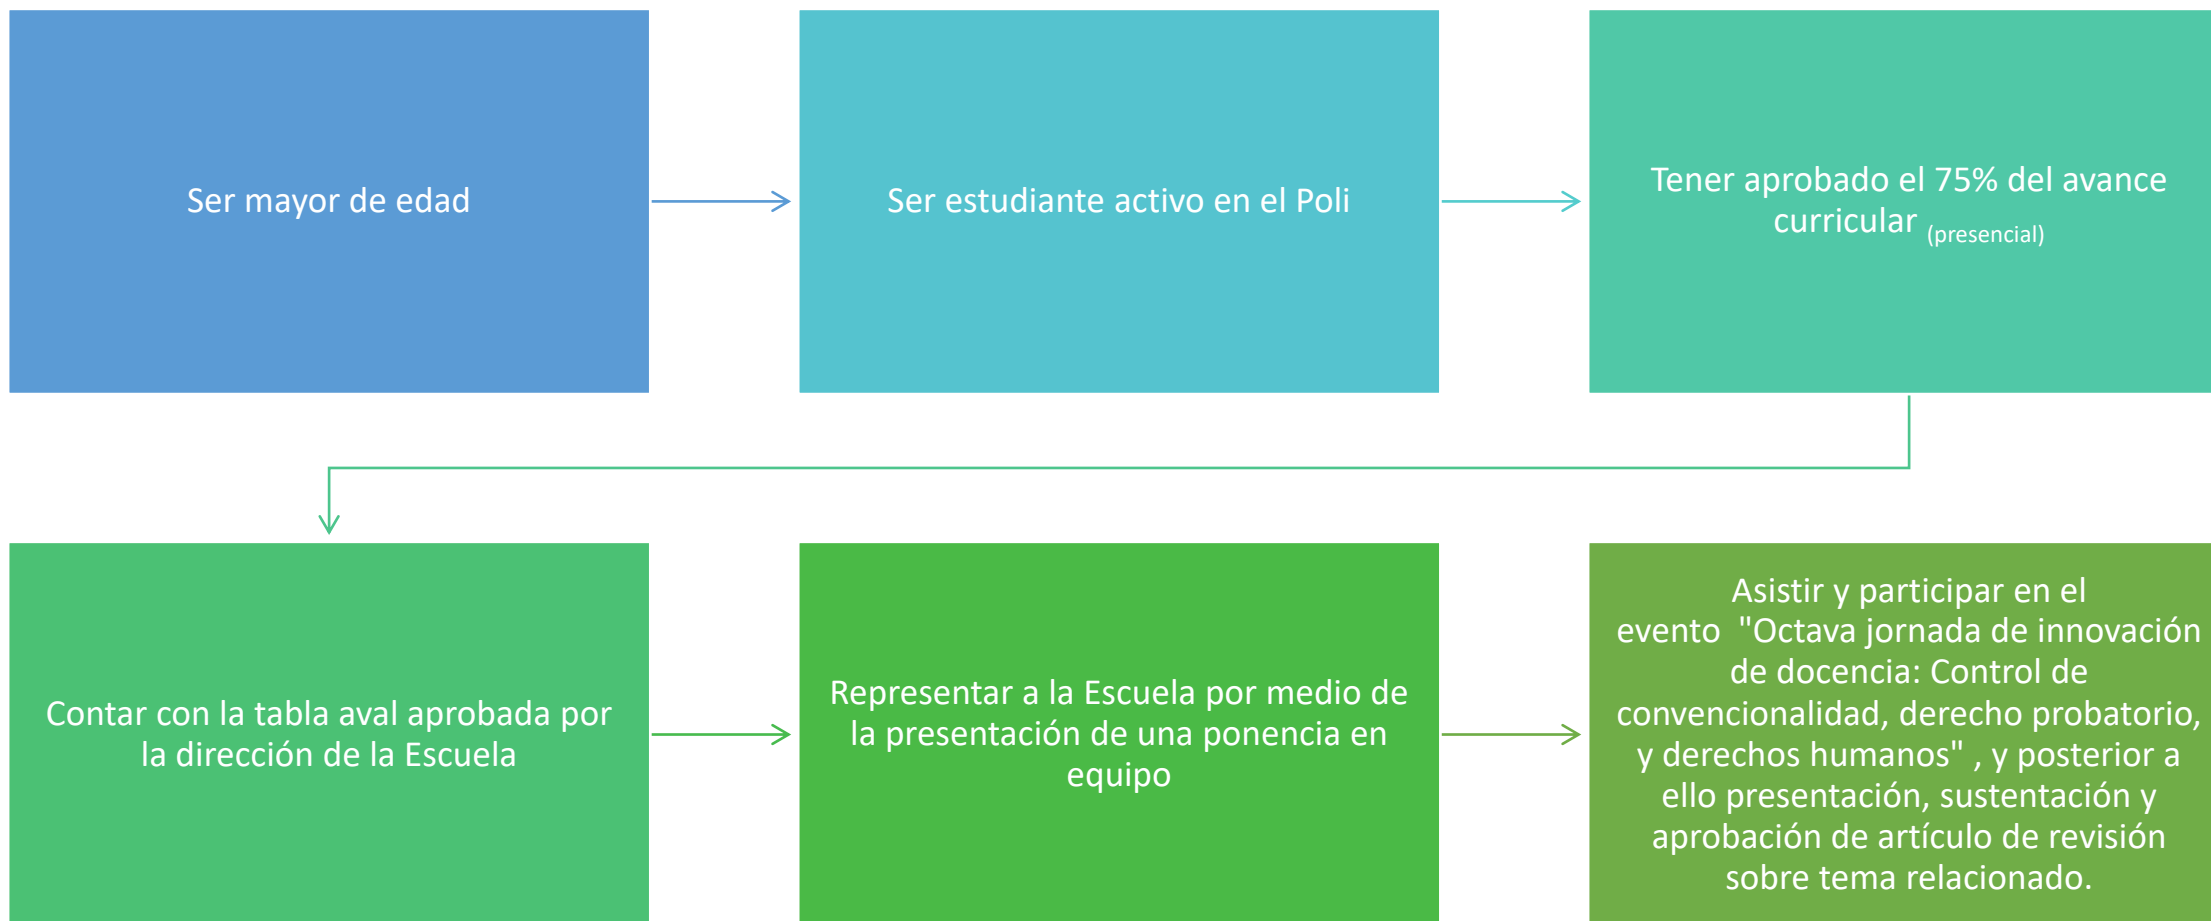 Ser mayor de edad
Ser estudiante activo en el Poli
Tener aprobado el 75% del avance
curricular (presencial)
Contar con la tabla aval aprobada por
la dirección de la Escuela
Representar a la Escuela por medio de
la presentación de una ponencia en
equipo
Asistir y participar en el
evento "Octava jornada de innovación
de docencia: Control de
convencionalidad, derecho probatorio,
y derechos humanos" , y posterior a
ello presentación, sustentación y
aprobación de artículo de revisión
sobre tema relacionado.